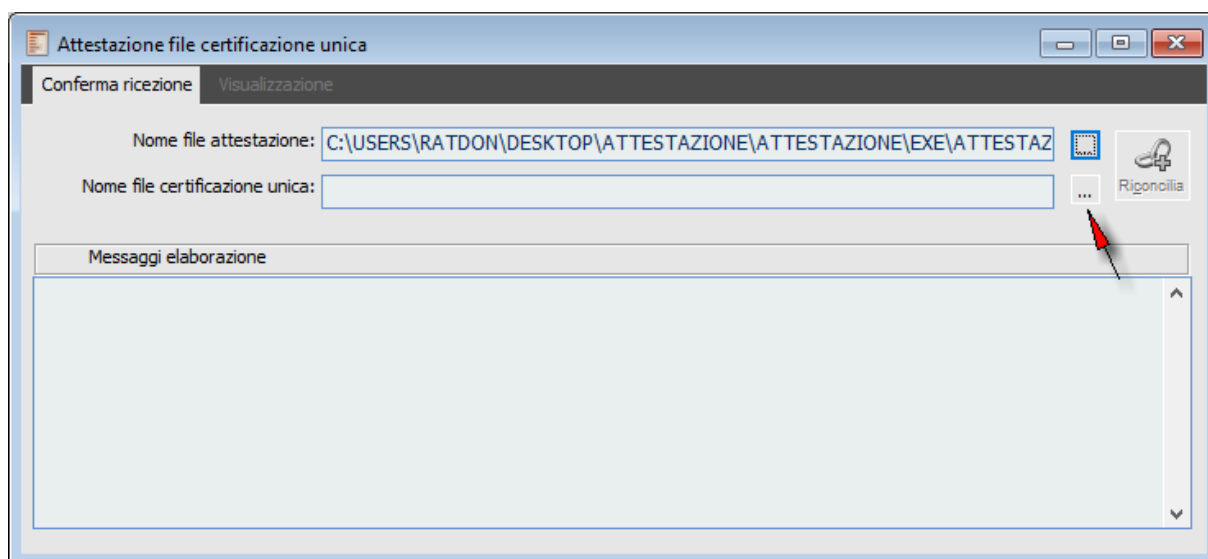 Attestazione file certificazione unica
Conferma ricezione Visualizzazione
Nome file attestazione: C:\USERS\RATDON\DESKTOP\ATTESTAZIONE\ATTESTAZIONE\EXE\ATTESTAZ
Nome file certificazione unica: ... Riconcilia
Messaggi elaborazione